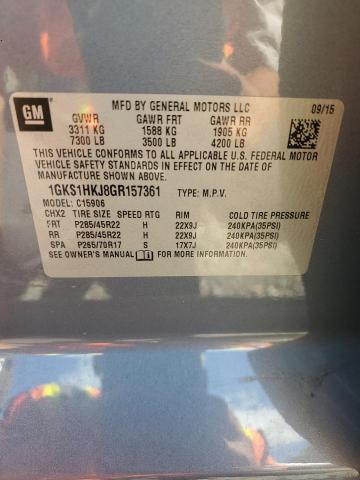 GM
MFD BY GENERAL MOTORS LLC 09/15
GVWR GAWR FRT GAWR RR
3311 KG 1588 KG 1905 KG
7300 LB 3500 LB 4200 LB
THIS VEHICLE CONFORMS TO ALL APPLICABLE U.S. FEDERAL MOTOR
VEHICLE SAFETY STANDARDS IN EFFECT ON THE DATE OF
MANUFACTURE SHOWN ABOVE.
1GKS1HKJ8GR157361 TYPE: M.P.V.
MODEL: C15906
CHX2 TIRE SIZE SPEED RTG RIM COLD TIRE PRESSURE
FRT P285/45R22 H 22X9J 240KPA(35PSI)
RR P285/45R22 H 22X9J 240KPA(35PSI)
SPA P265/70R17 17X7J 240KPA(35PSI)
SEE OWNER'S MANUAL FOR MORE INFORMATION